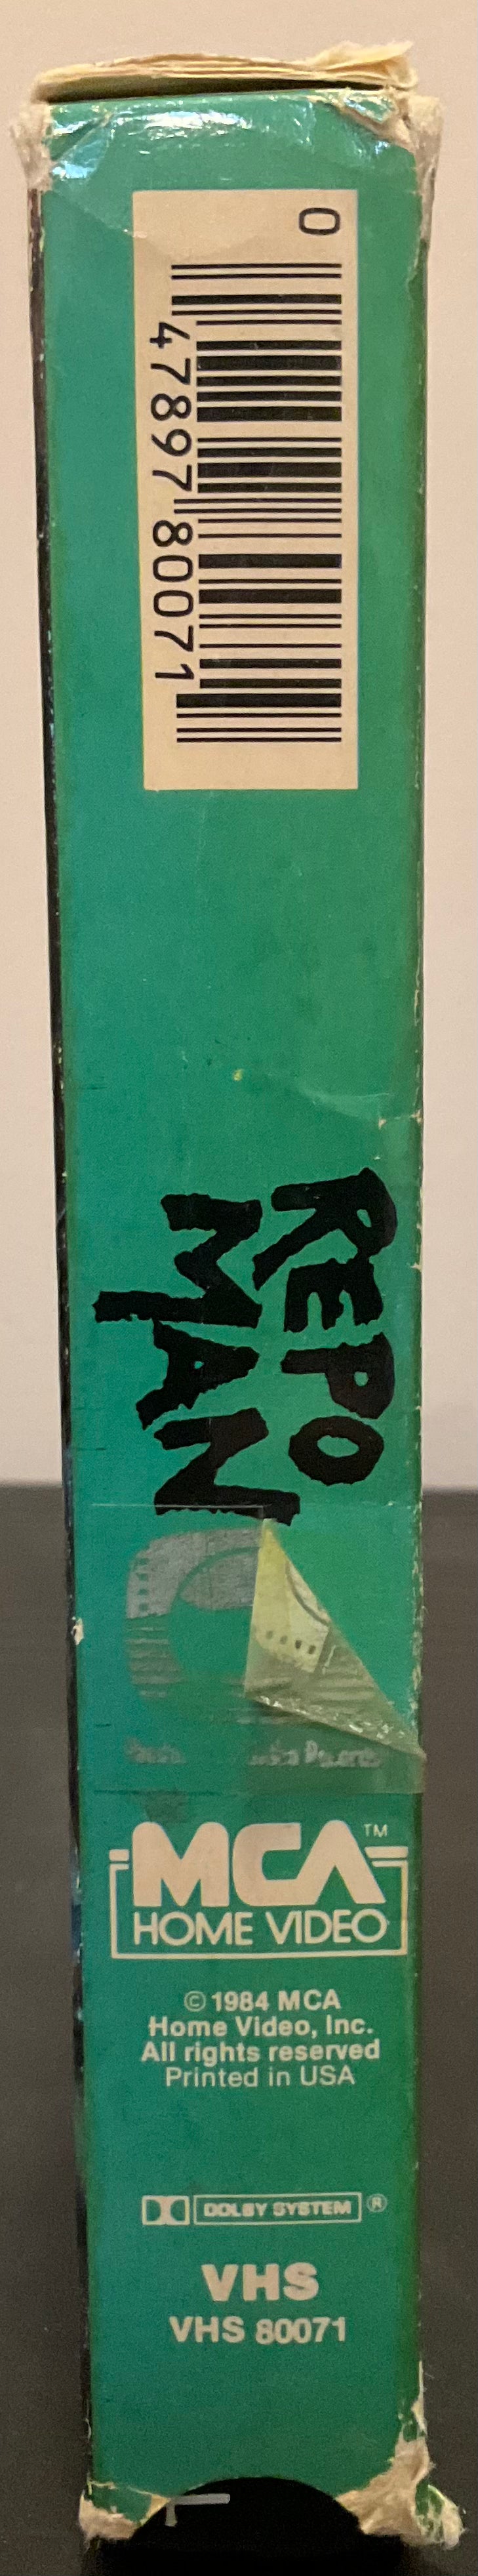 0
47897 80071
REPO
MAN
MCA™
HOME VIDEO
© 1984 MCA
Home Video, Inc.
All rights reserved
Printed in USA
DOLBY SYSTEM ®
VHS
VHS 80071